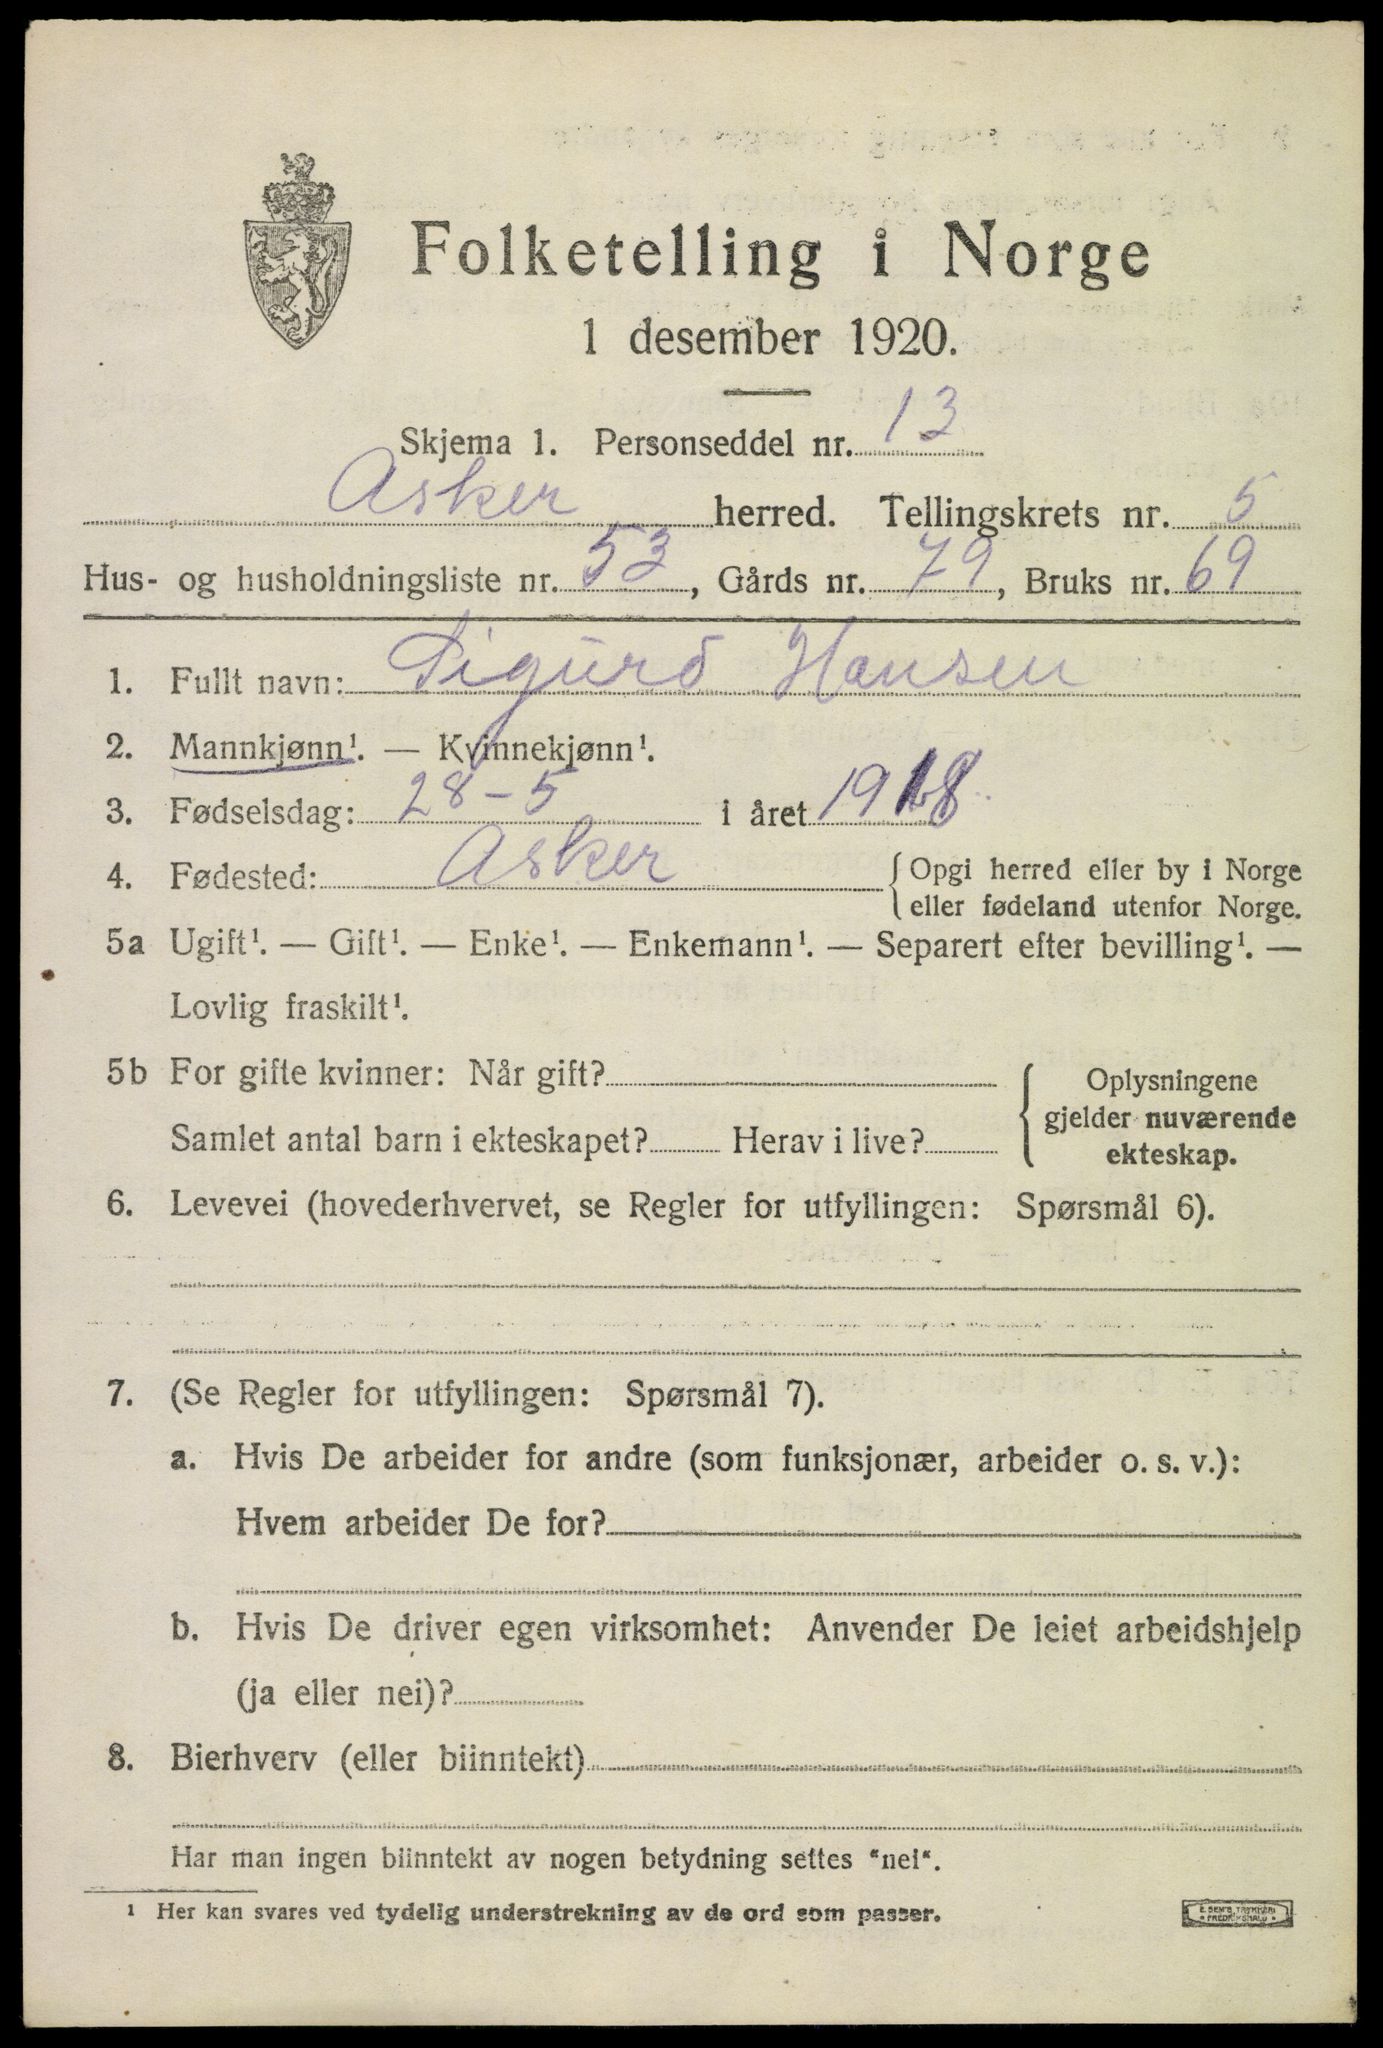 Folketelling i Norge
1 desember 1920.
Skjema 1. Personseddel nr. 13
Asker herred. Tellingskrets nr. 5
Hus- og husholdningsliste nr. 53, Gårds nr. 79, Bruks nr. 69
1. Fullt navn: Sigurd Hansen
2. Mannkjønn¹. — Kvinnekjønn¹.
3. Fødselsdag: 28-5 i året 1918
4. Fødested: Asker { Opgi herred eller by i Norge
eller fødeland utenfor Norge.
5a Ugift¹. — Gift¹. — Enke¹. — Enkemann¹. — Separert efter bevilling¹. —
Lovlig fraskilt¹.
5b For gifte kvinner: Når gift?
Samlet antal barn i ekteskapet? Herav i live?
Oplysningene
gjelder nuværende
ekteskap.
6. Levevei (hovederhvervet, se Regler for utfyllingen: Spørsmål 6).
7. (Se Regler for utfyllingen: Spørsmål 7).
a. Hvis De arbeider for andre (som funksjonær, arbeider o. s. v.):
Hvem arbeider De for?
b. Hvis De driver egen virksomhet: Anvender De leiet arbeidshjelp
(ja eller nei)?
8. Bierhverv (eller biinntekt)
Har man ingen biinntekt av nogen betydning settes "nei".
¹ Her kan svares ved tydelig understrekning av de ord som passer.
E. SEM'S TRYKKERI
FREDRIKSHALD